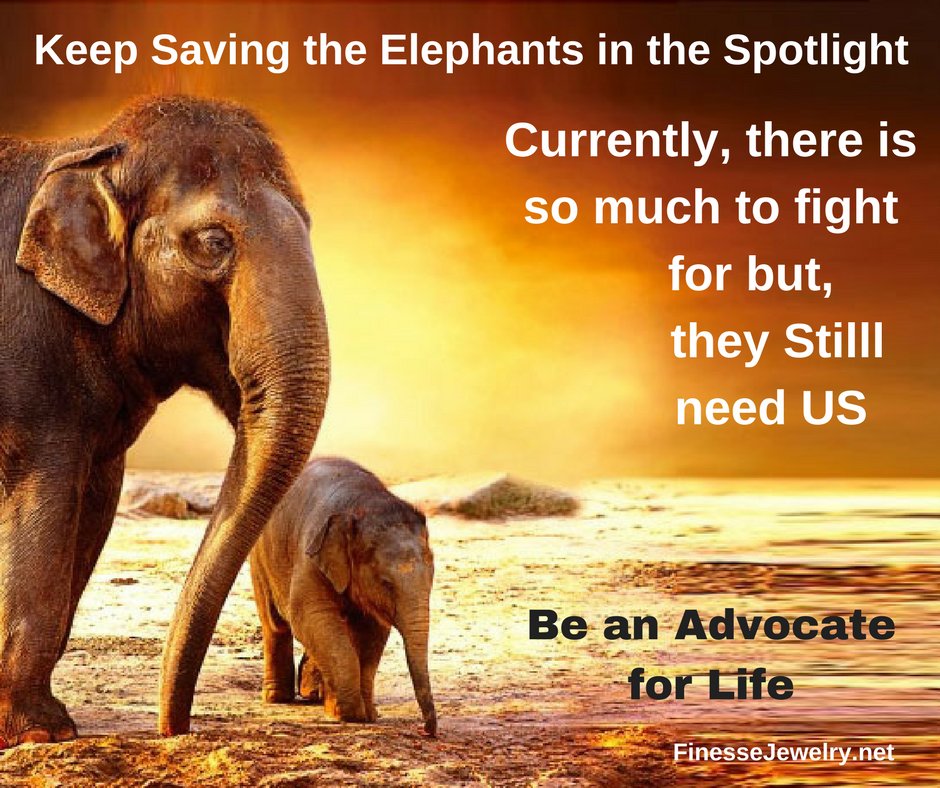 Keep Saving the Elephants in the Spotlight
Currently, there is
so much to fight
for but,
they Stilll
need US
Be an Advocate
for Life
FinesseJewelry.net